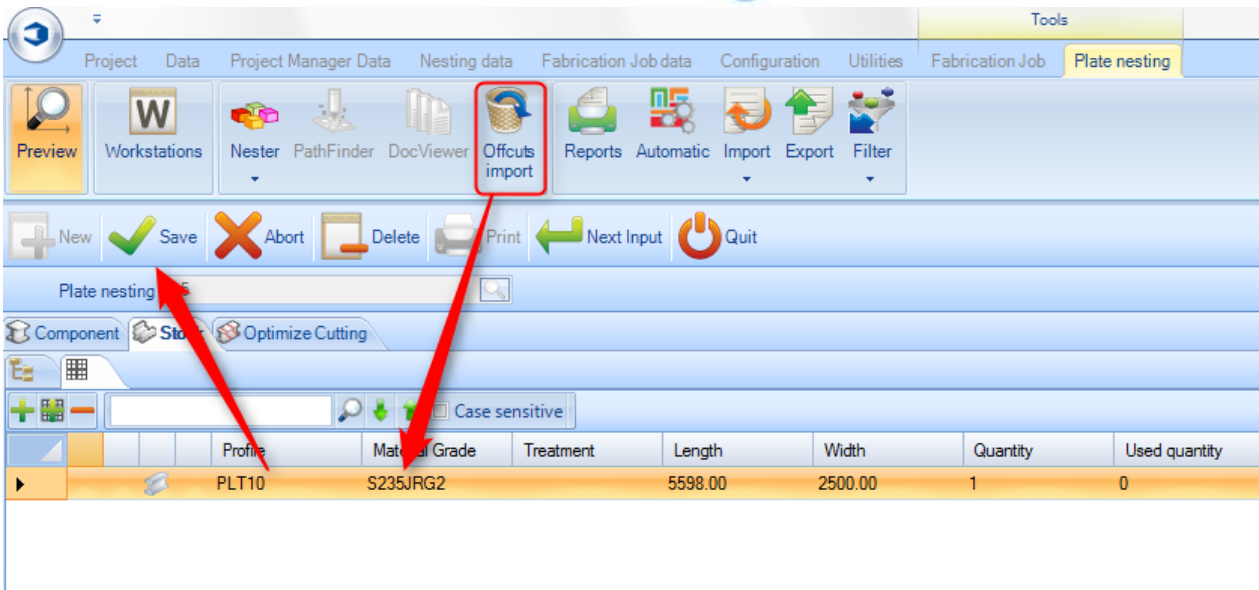 Tools
Project Data Project Manager Data Nesting data Fabrication Job data Configuration Utilities Fabrication Job Plate nesting
Preview Workstations Nester PathFinder DocViewer Offcuts import Reports Automatic Import Export Filter
New Save Abort Delete Print Next Input Quit
Plate nesting
Component Stock Optimize Cutting
Case sensitive
Profile Material Grade Treatment Length Width Quantity Used quantity
PLT10 S235JRG2 5598.00 2500.00 1 0